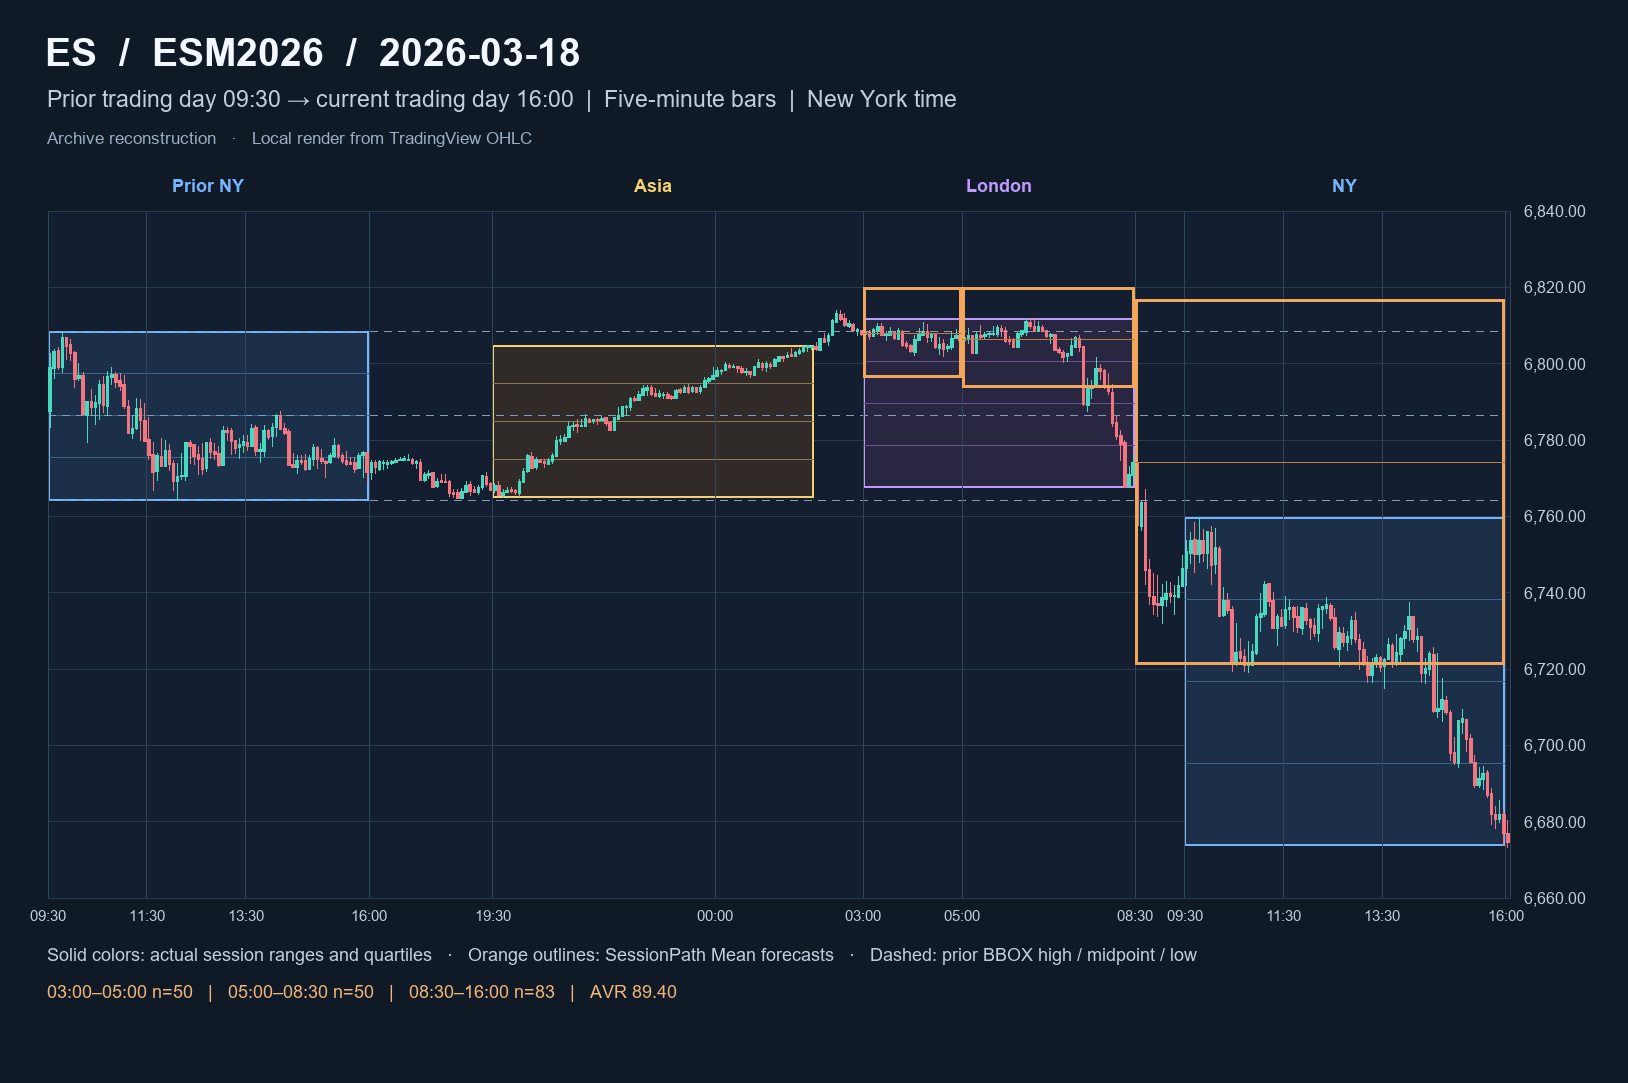 ES / ESM2026 / 2026-03-18
Prior trading day 09:30 → current trading day 16:00 | Five-minute bars | New York time
Archive reconstruction · Local render from TradingView OHLC
Prior NY Asia London NY
6,840.00
6,820.00
6,800.00
6,780.00
6,760.00
6,740.00
6,720.00
6,700.00
6,680.00
6,660.00
09:30 11:30 13:30 16:00 19:30 00:00 03:00 05:00 08:30 09:30 11:30 13:30 16:00
Solid colors: actual session ranges and quartiles · Orange outlines: SessionPath Mean forecasts · Dashed: prior BBOX high / midpoint / low
03:00–05:00 n=50 | 05:00–08:30 n=50 | 08:30–16:00 n=83 | AVR 89.40